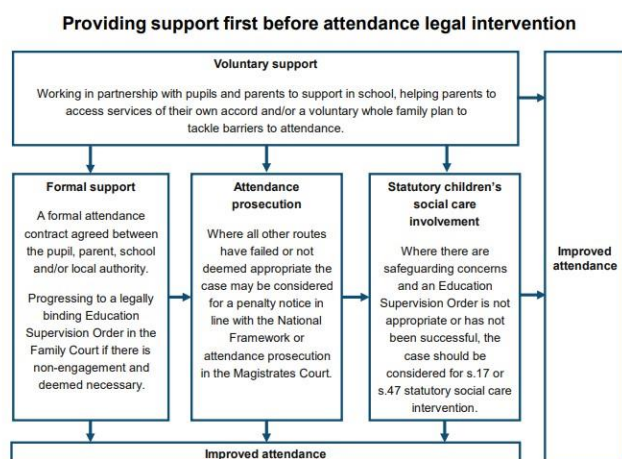 Providing support first before attendance legal intervention
Voluntary support
Working in partnership with pupils and parents to support in school, helping parents to
access services of their own accord and/or a voluntary whole family plan to
tackle barriers to attendance.
Formal support
A formal attendance
contract agreed between
the pupil, parent, school
and/or local authority.
Progressing to a legally
binding Education
Supervision Order in the
Family Court if there is
non-engagement and
deemed necessary.
Attendance
prosecution
Where all other routes
have failed or not
deemed appropriate the
case may be considered
for a penalty notice in
line with the National
Framework or
attendance prosecution
in the Magistrates Court.
Statutory children's
social care
involvement
Where there are
safeguarding concerns
and an Education
Supervision Order is not
appropriate or has not
been successful, the
case should be
considered for s.17 or
s.47 statutory social care
intervention.
Improved
attendance
Improved attendance